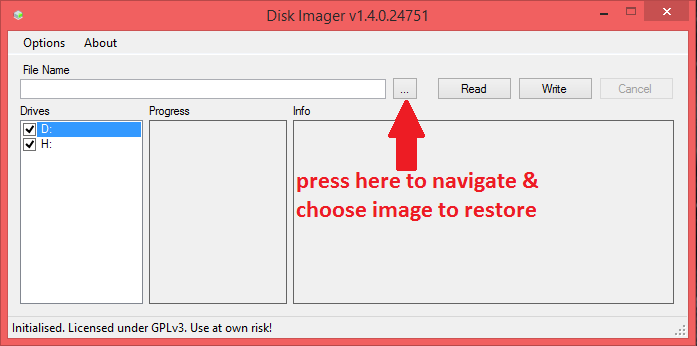 Disk Imager v1.4.0.24751
Options About
File Name
... Read Write Cancel
Drives Progress Info
D:
H:
press here to navigate &
choose image to restore
Initialised. Licensed under GPLv3. Use at own risk!